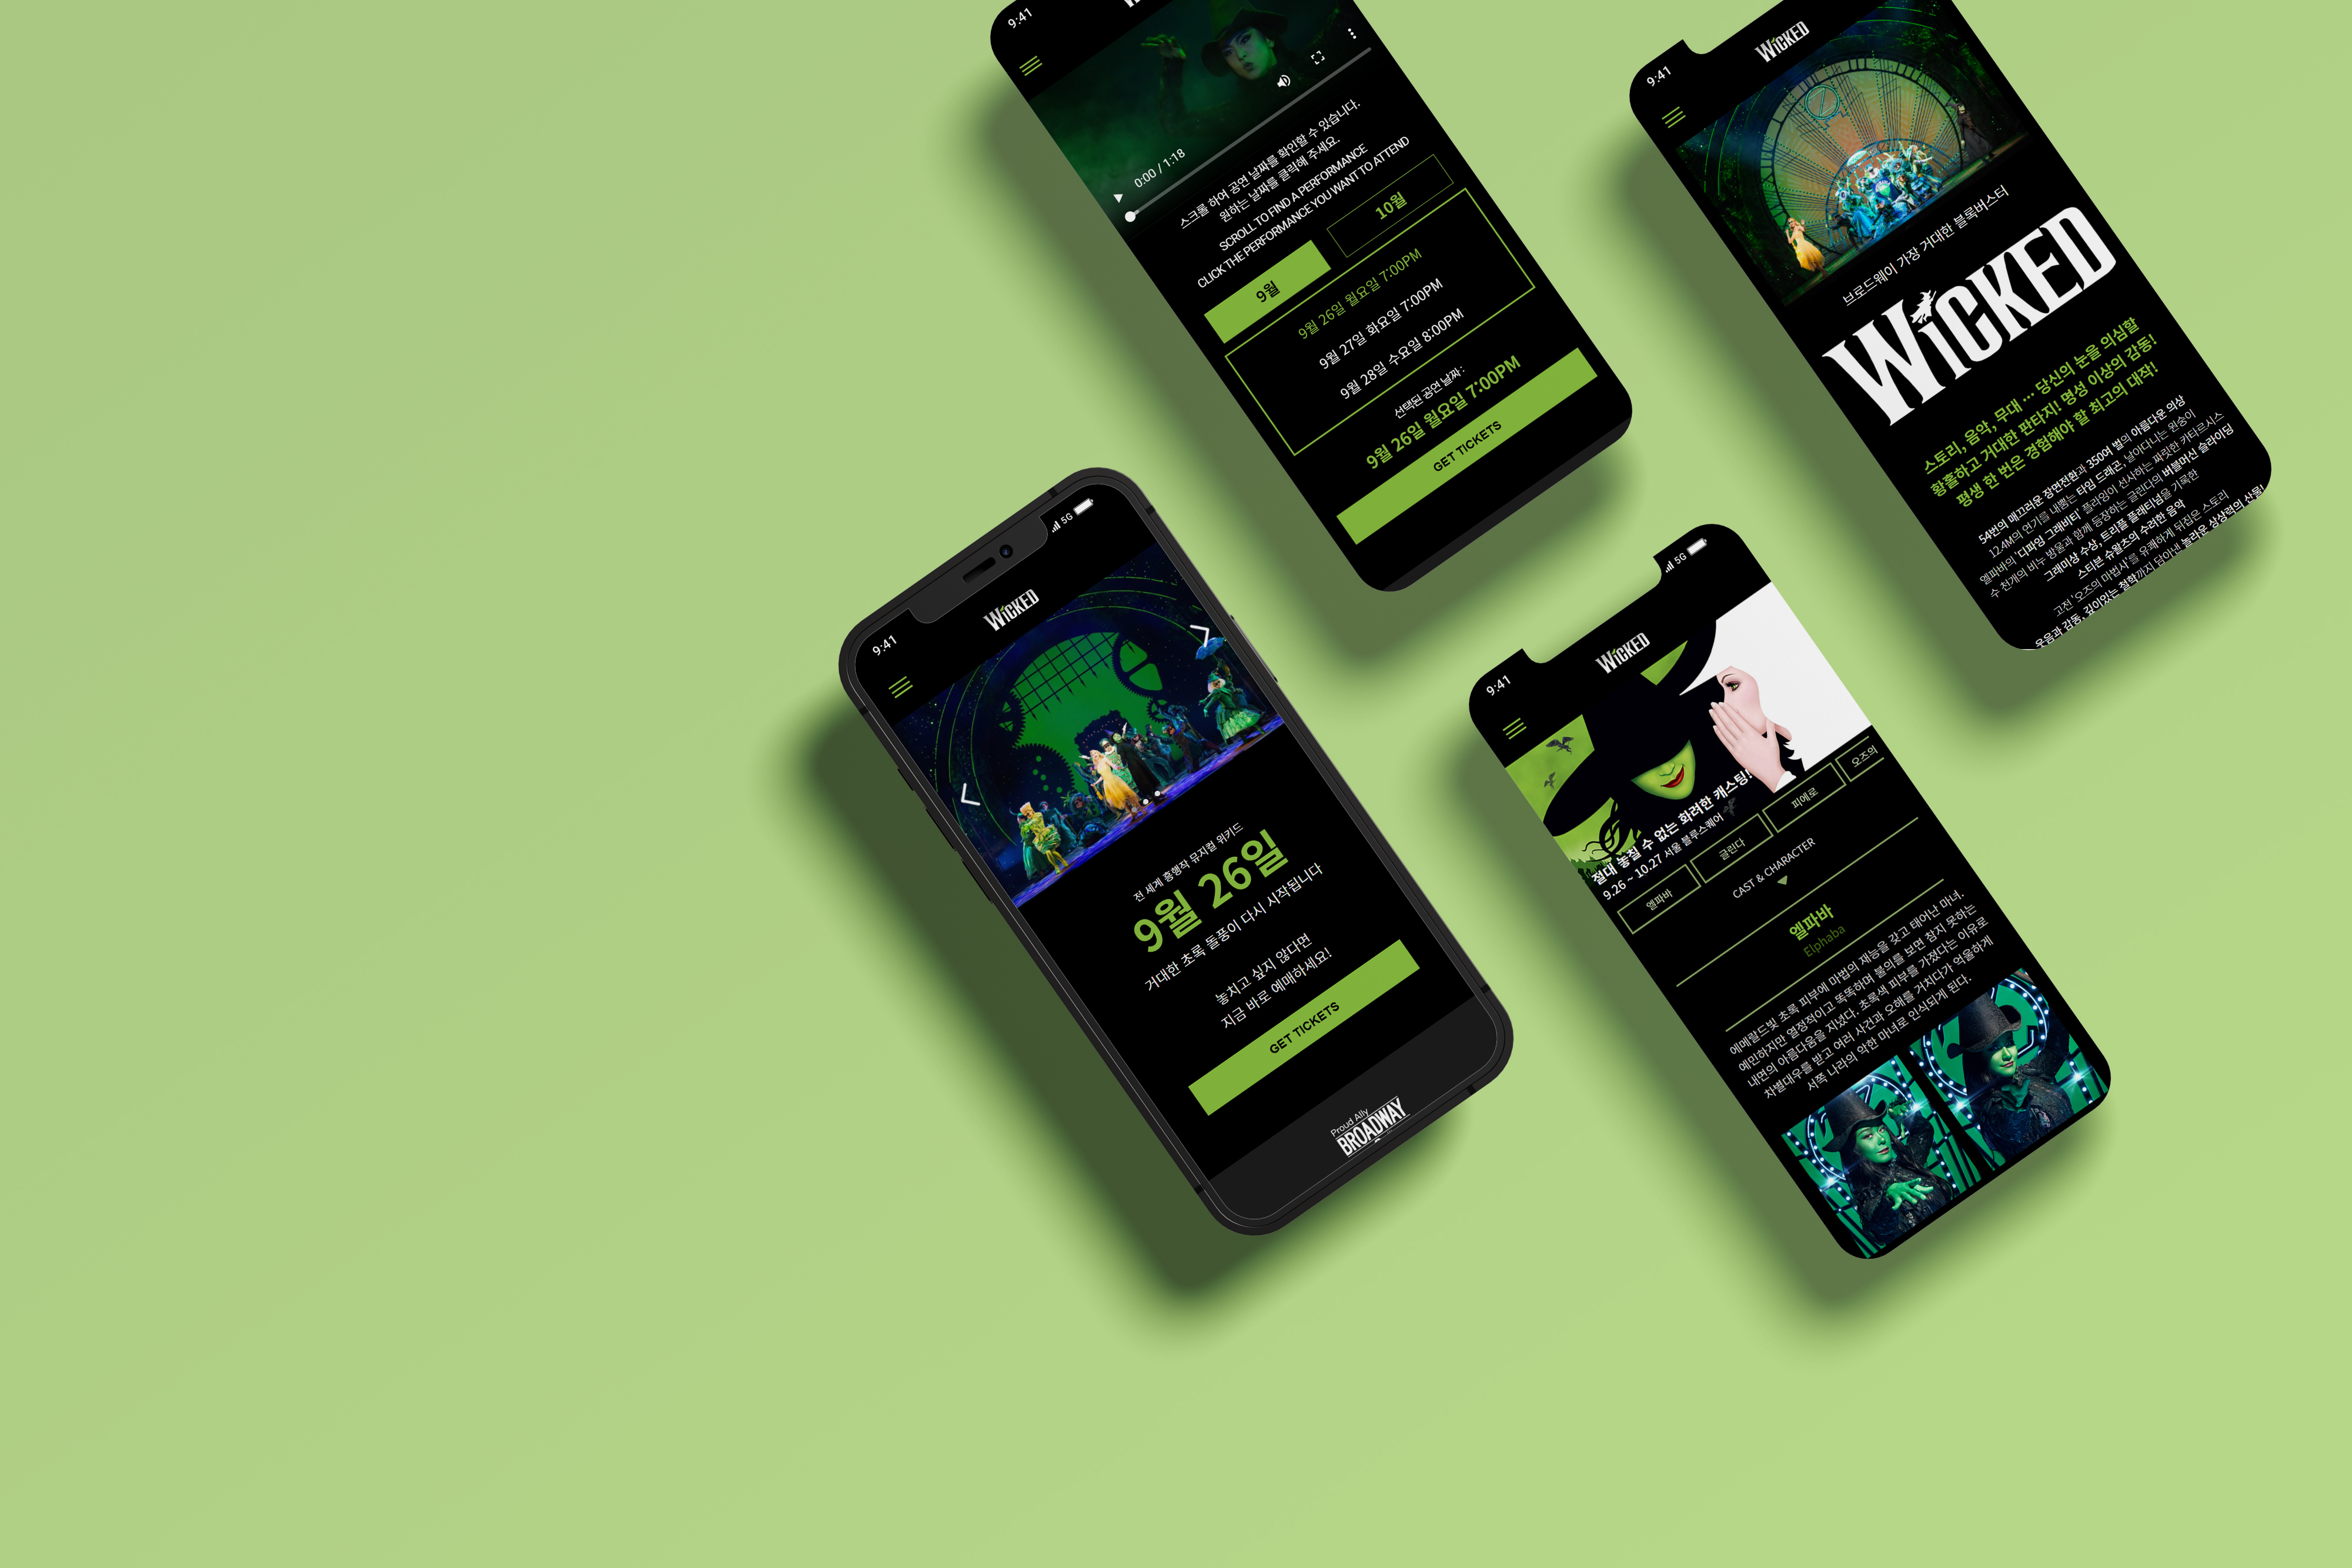 9:41
0:00 / 1:18
스크롤 하여 공연 날짜를 확인할 수 있습니다.
원하는 날짜를 클릭해 주세요.
SCROLL TO FIND A PERFORMANCE
CLICK THE PERFORMANCE YOU WANT TO ATTEND
9월
10월
9월 26일 월요일 7:00PM
9월 27일 화요일 7:00PM
9월 28일 수요일 8:00PM
선택된 공연 날짜 :
9월 26일 월요일 7:00PM
GET TICKETS
9:41
WICKED
브로드웨이 가장 거대한 블록버스터
WICKED
스토리, 음악, 무대 ... 당신의 눈을 의심할
황홀하고 거대한 판타지! 명성 이상의 감동!
평생 한 번은 경험해야 할 최고의 대작!
54번의 매끄러운 장면전환과 350여 벌의 아름다운 의상
12.4M의 연기를 내뿜는 타임 드래곤, 날아다니는 원숭이
엘파바의 '디파잉 그래비티' 플라잉이 선사하는 짜릿한 카타르시스
수 천개의 비누 방울과 함께 등장하는 글린다의 버블머신 슬라이딩
그래미상 수상, 트리플 플래티넘을 기록한
스티븐 슈왈츠의 수려한 음악
고전 '오즈의 마법사'를 유쾌하게 뒤집은 스토리
웃음과 감동, 깊이있는 철학까지 담아낸 놀라운 상상력의 산물!
9:41
5G
WICKED
전 세계 흥행작 뮤지컬 위키드
9월 26일
거대한 초록 돌풍이 다시 시작됩니다
놓치고 싶지 않다면
지금 바로 예매하세요!
GET TICKETS
Proud Ally
BROADWAY
9:41
5G
WICKED
절대 놓칠 수 없는 화려한 캐스팅!
9.26 ~ 10.27 서울 블루스퀘어
엘파바
글린다
피에로
오즈의
CAST & CHARACTER
엘파바
Elphaba
에메랄드빛 초록 피부에 마법의 재능을 갖고 태어난 마녀.
예민하지만 열정적이고 똑똑하며 불의를 보면 참지 못하는
내면의 아름다움을 지녔다. 초록색 피부를 가졌다는 이유로
차별대우를 받고 여러 사건과 오해를 거치다가 억울하게
서쪽 나라의 악한 마녀로 인식되게 된다.